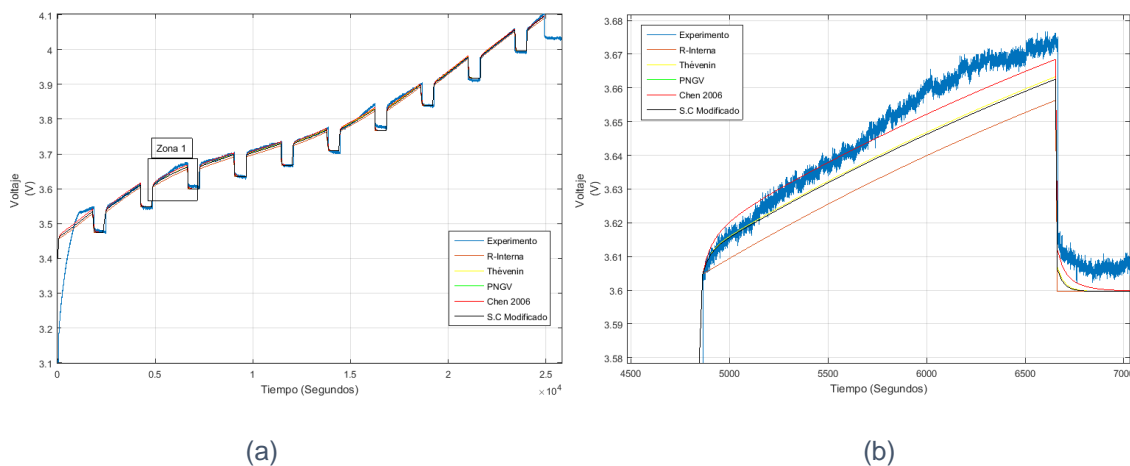 4.1
4
3.9
3.8
3.7
3.6
3.5
3.4
3.3
3.2
3.1
Voltaje
(V)
Zona 1
Experimento
R-Interna
Thévenin
PNGV
Chen 2006
S.C Modificado
0
0.5
1
1.5
2
2.5
× 10⁴
Tiempo (Segundos)
(a)
3.68
3.67
3.66
3.65
3.64
3.63
3.62
3.61
3.6
3.59
3.58
Voltaje
(V)
Experimento
R-Interna
Thévenin
PNGV
Chen 2006
S.C Modificado
4500
5000
5500
6000
6500
7000
Tiempo (Segundos)
(b)